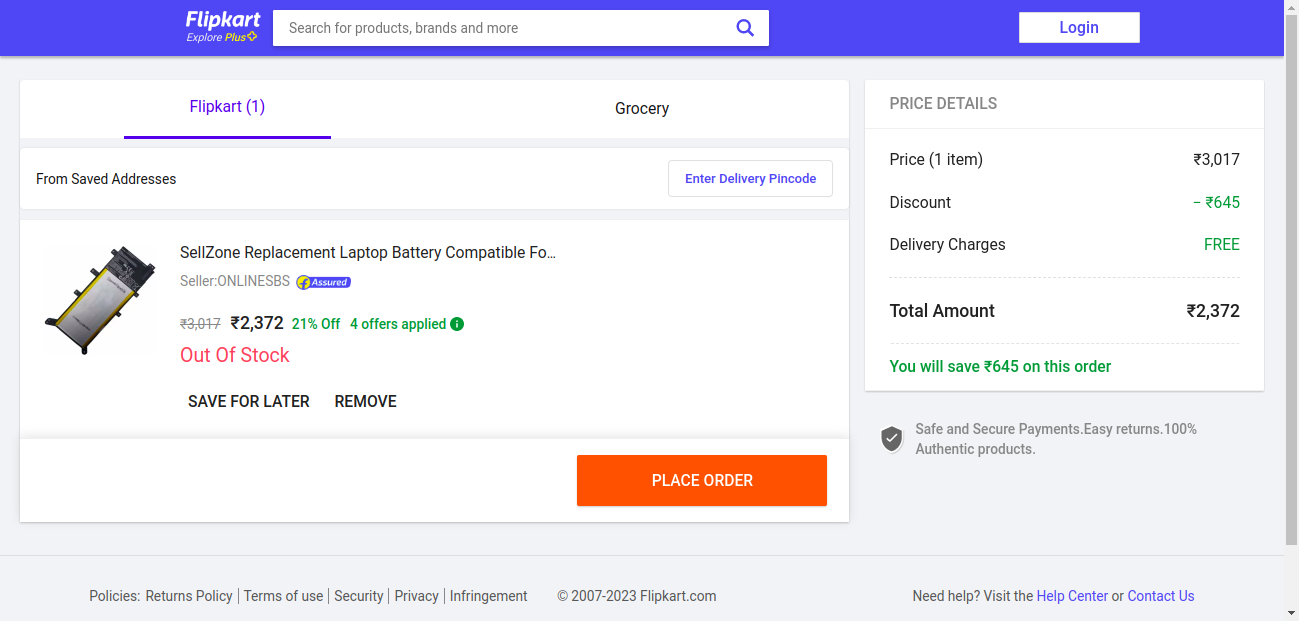 Flipkart
Explore Plus
Search for products, brands and more
Login
Flipkart (1)
Grocery
From Saved Addresses
Enter Delivery Pincode
SellZone Replacement Laptop Battery Compatible Fo...
Seller:ONLINESBS
Assured
₹3,017 ₹2,372 21% Off 4 offers applied
Out Of Stock
SAVE FOR LATER
REMOVE
PLACE ORDER
PRICE DETAILS
Price (1 item) ₹3,017
Discount − ₹645
Delivery Charges FREE
Total Amount ₹2,372
You will save ₹645 on this order
Safe and Secure Payments.Easy returns.100%
Authentic products.
Policies: Returns Policy | Terms of use | Security | Privacy | Infringement
© 2007-2023 Flipkart.com
Need help? Visit the Help Center or Contact Us